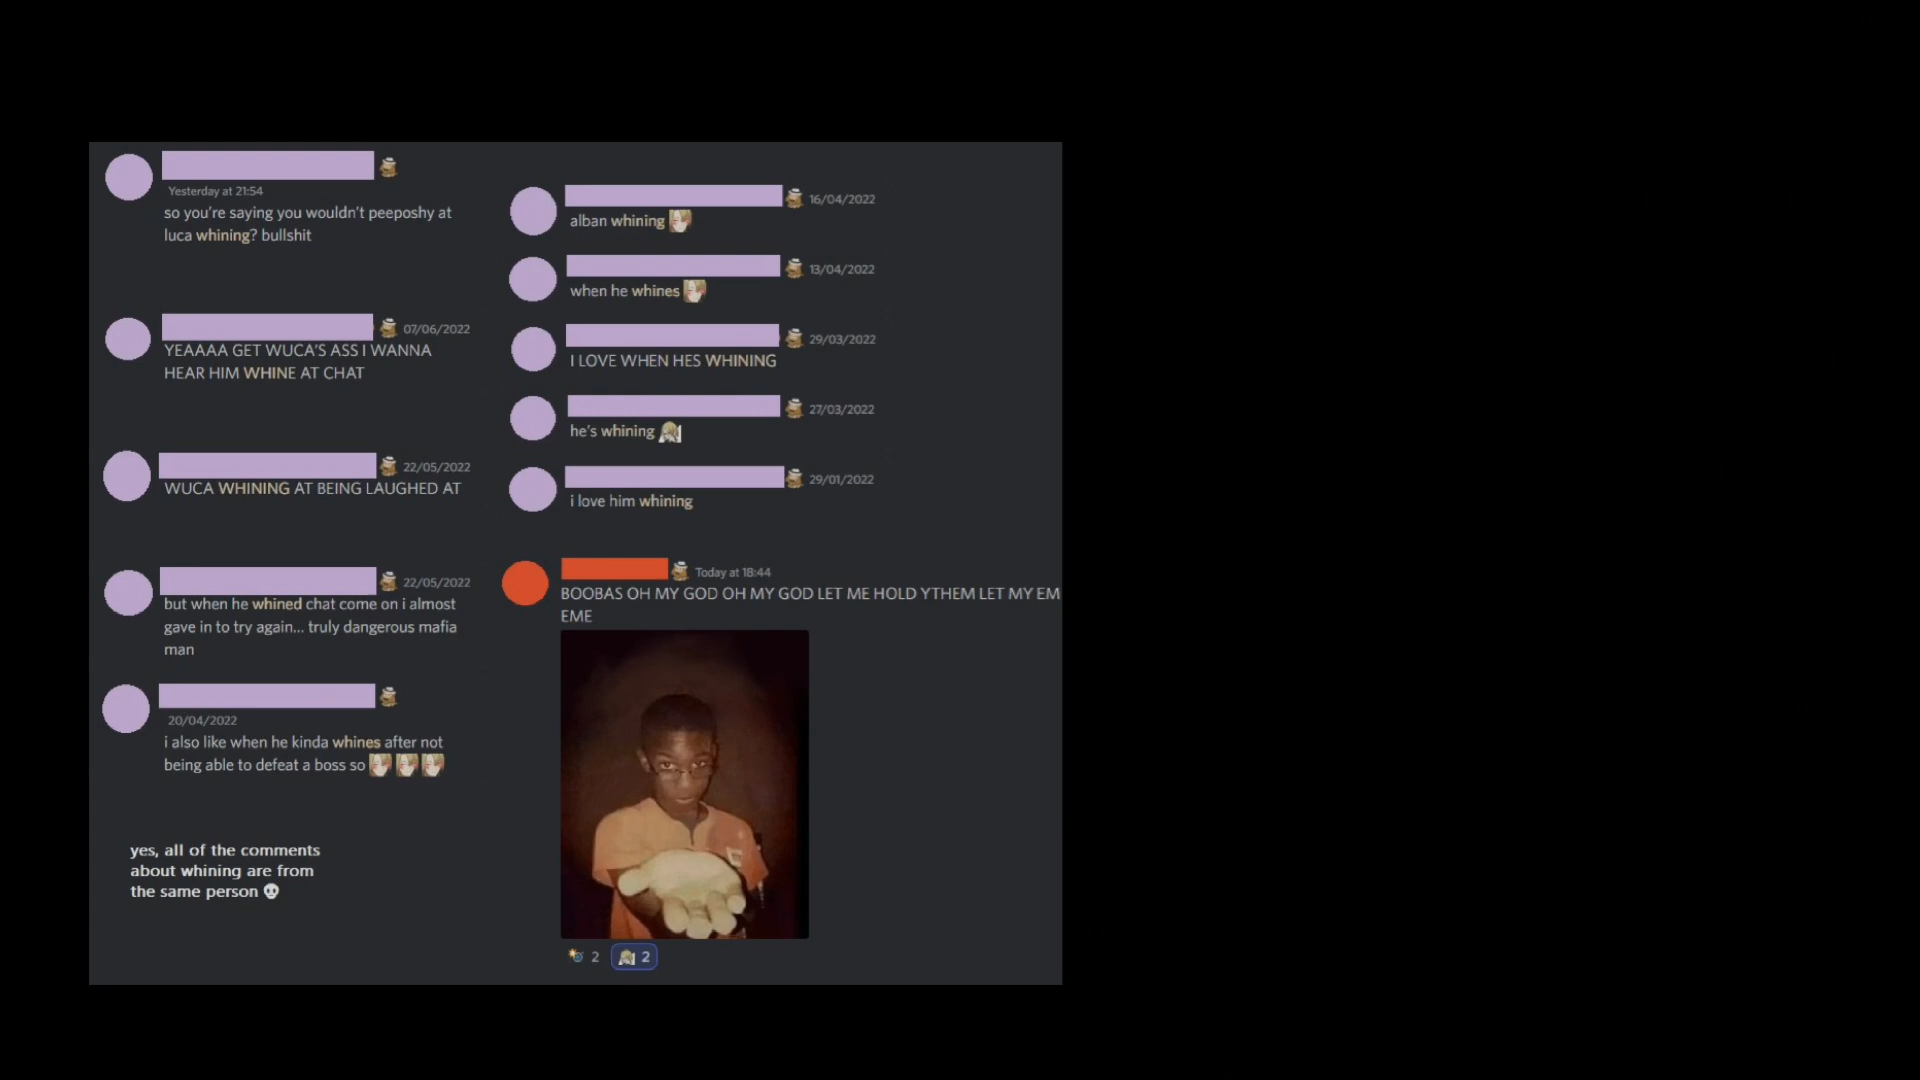 Yesterday at 21:54
so you're saying you wouldn't peeposhy at
luca whining? bullshit
07/06/2022
YEAAAA GET WUCA'S ASS I WANNA
HEAR HIM WHINE AT CHAT
22/05/2022
WUCA WHINING AT BEING LAUGHED AT
22/05/2022
but when he whined chat come on i almost
gave in to try again... truly dangerous mafia
man
20/04/2022
i also like when he kinda whines after not
being able to defeat a boss so
yes, all of the comments
about whining are from
the same person 💀
16/04/2022
alban whining
13/04/2022
when he whines
29/03/2022
I LOVE WHEN HES WHINING
27/03/2022
he's whining
29/01/2022
i love him whining
Today at 18:44
BOOBAS OH MY GOD OH MY GOD LET ME HOLD YTHEM LET MY EM
EME
2
2